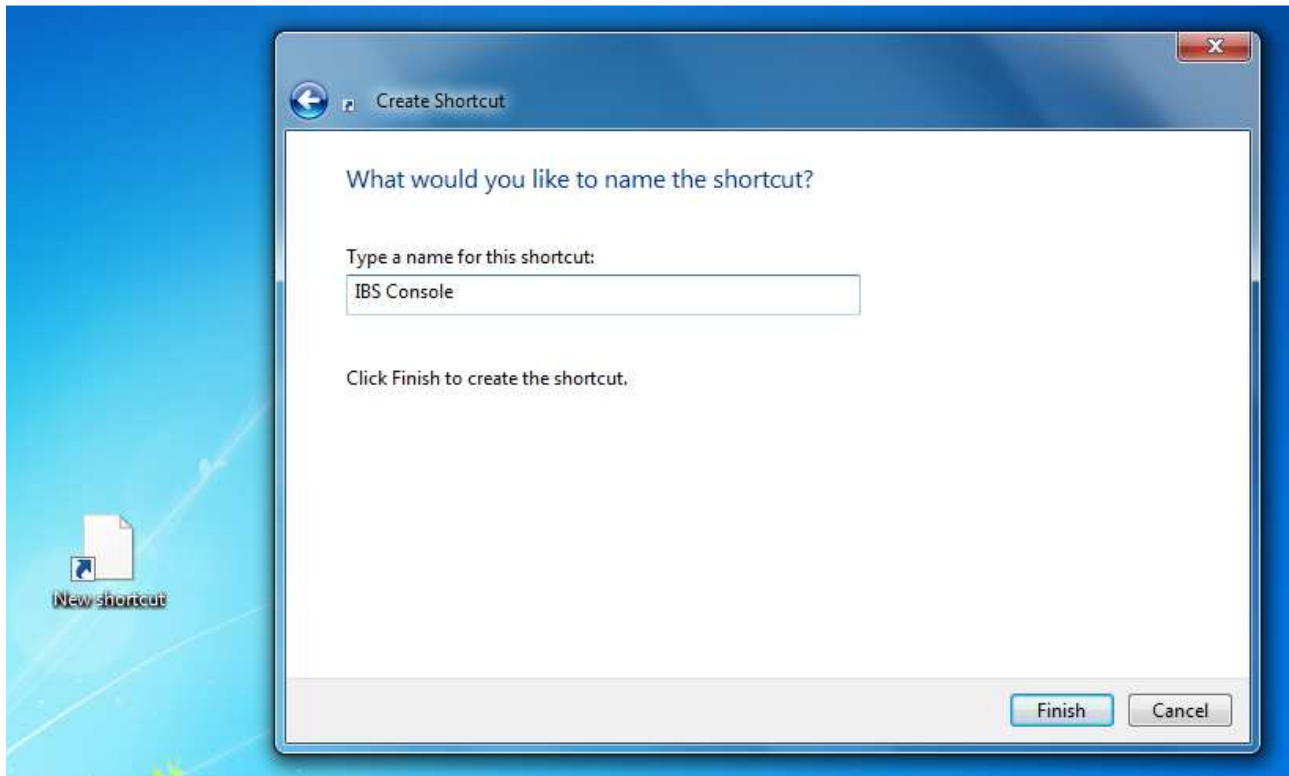 Create Shortcut
What would you like to name the shortcut?
Type a name for this shortcut:
IBS Console
Click Finish to create the shortcut.
New shortcut
Finish
Cancel